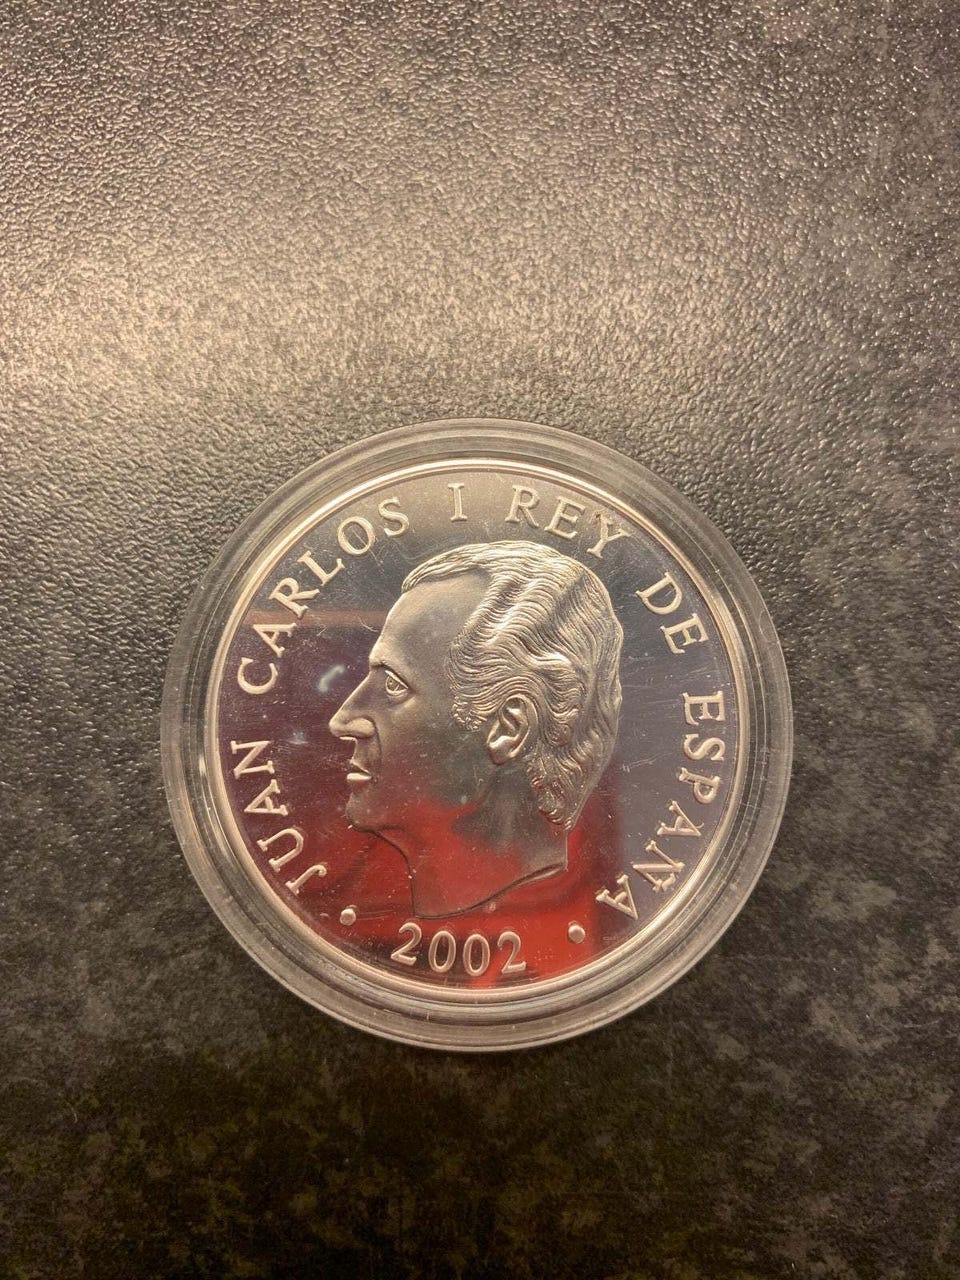 JUAN CARLOS I REY DE ESPAÑA
• 2002 •